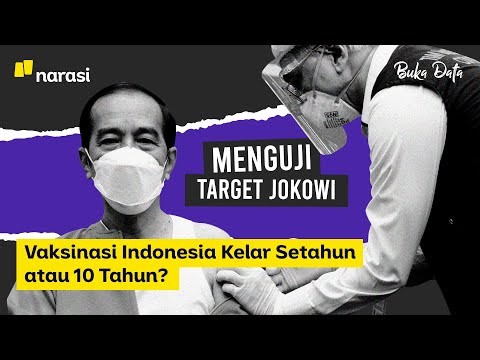 narasi
Buka Data
MENGUJI
TARGET JOKOWI
Vaksinasi Indonesia Kelar Setahun
atau 10 Tahun?